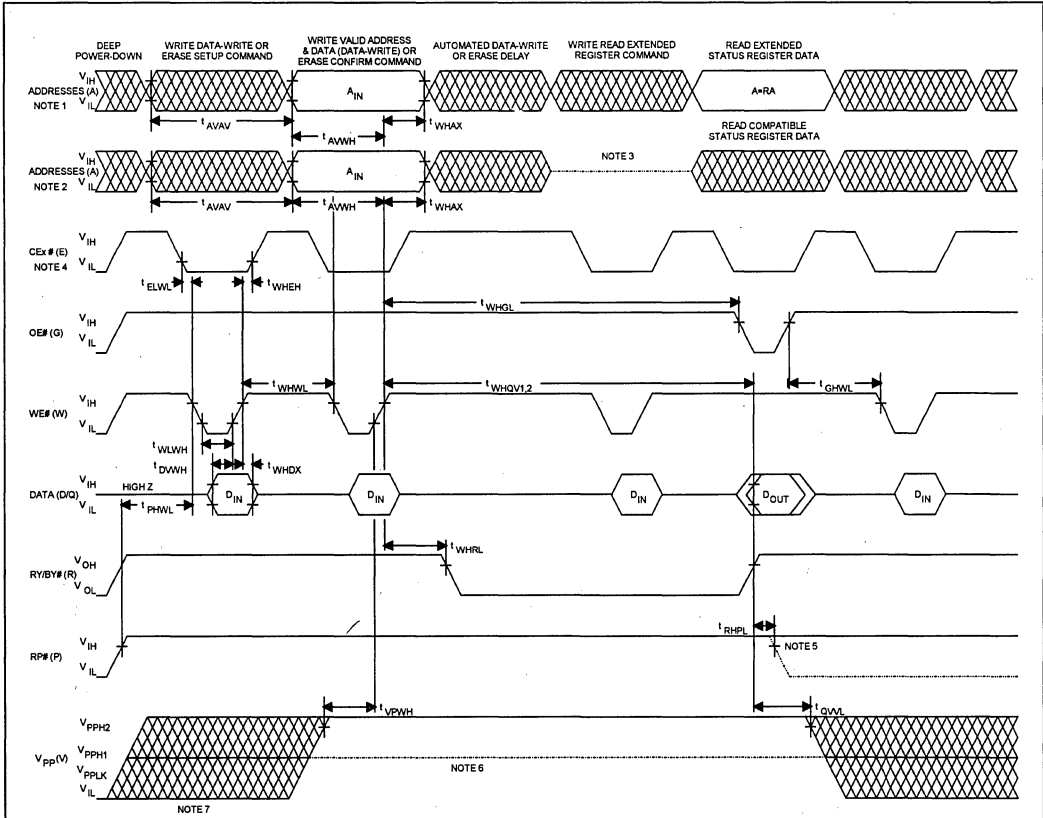 DEEP
POWER-DOWN
WRITE DATA-WRITE OR
ERASE SETUP COMMAND
WRITE VALID ADDRESS
& DATA (DATA-WRITE) OR
ERASE CONFIRM COMMAND
AUTOMATED DATA-WRITE
OR ERASE DELAY
WRITE READ EXTENDED
REGISTER COMMAND
READ EXTENDED
STATUS REGISTER DATA
V IH
ADDRESSES (A)
NOTE 1 V IL
A IN
A=RA
t AVAV
t AVWH
t WHAX
READ COMPATIBLE
STATUS REGISTER DATA
V IH
ADDRESSES (A)
NOTE 2 V IL
A IN
NOTE 3
t AVAV
t AVWH
t WHAX
V IH
CEx # (E)
NOTE 4 V IL
t ELWL
t WHEH
t WHGL
V IH
OE# (G)
V IL
t WHWL
t WHQV1,2
t GHWL
V IH
WE# (W)
V IL
t WLWH
t DVWH
t WHDX
V IH
DATA (D/Q)
V IL
HIGH Z
D IN
D IN
D IN
D OUT
D IN
t PHWL
t WHRL
V OH
RY/BY# (R)
V OL
t RHPL
V IH
RP# (P)
V IL
NOTE 5
t VPWH
t QVVL
V PPH2
V PPH1
V PP (V)
V PPLK
V IL
NOTE 6
NOTE 7